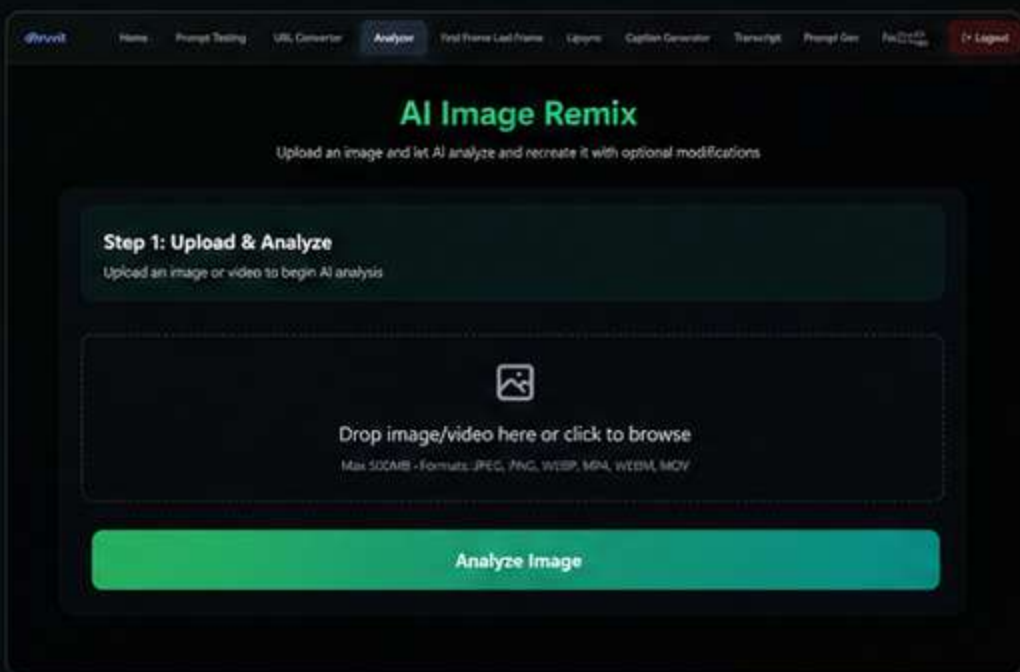 Home Prompt Testing URL Converter Analyze First Frame Last Frame Lipsync Caption Generator Transcript Prompt Gen Logout
AI Image Remix
Upload an image and let AI analyze and recreate it with optional modifications
Step 1: Upload & Analyze
Upload an image or video to begin AI analysis
Drop image/video here or click to browse
Max 500MB - Formats: JPEG, PNG, WEBP, MP4, WEBM, MOV
Analyze Image